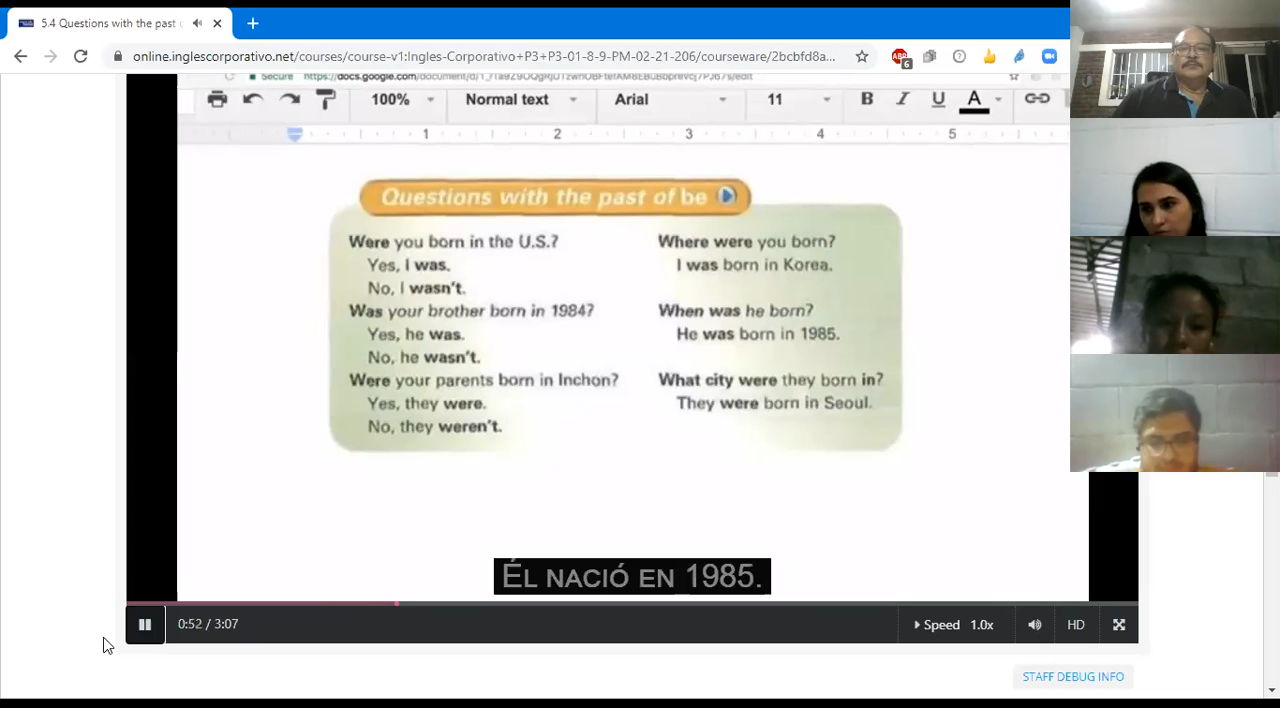 5.4 Questions with the past
online.inglescorporativo.net/courses/course-v1:Ingles-Corporativo+P3+P3-01-8-9-PM-02-21-206/courseware/2bcbfd8a...
ABP
6
Secure
100% Normal text Arial 11 B I U A
1 2 3 4 5
Questions with the past of be
Were you born in the U.S.?
Yes, I was.
No, I wasn't.
Was your brother born in 1984?
Yes, he was.
No, he wasn't.
Were your parents born in Inchon?
Yes, they were.
No, they weren't.
Where were you born?
I was born in Korea.
When was he born?
He was born in 1985.
What city were they born in?
They were born in Seoul.
ÉL NACIÓ EN 1985.
0:52 / 3:07
Speed 1.0x
HD
STAFF DEBUG INFO